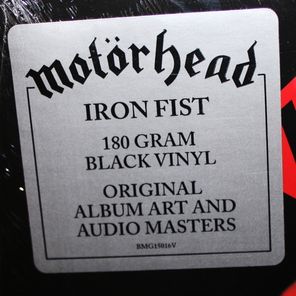 motörhead
IRON FIST
180 GRAM
BLACK VINYL
ORIGINAL
ALBUM ART AND
AUDIO MASTERS
BMG15016V